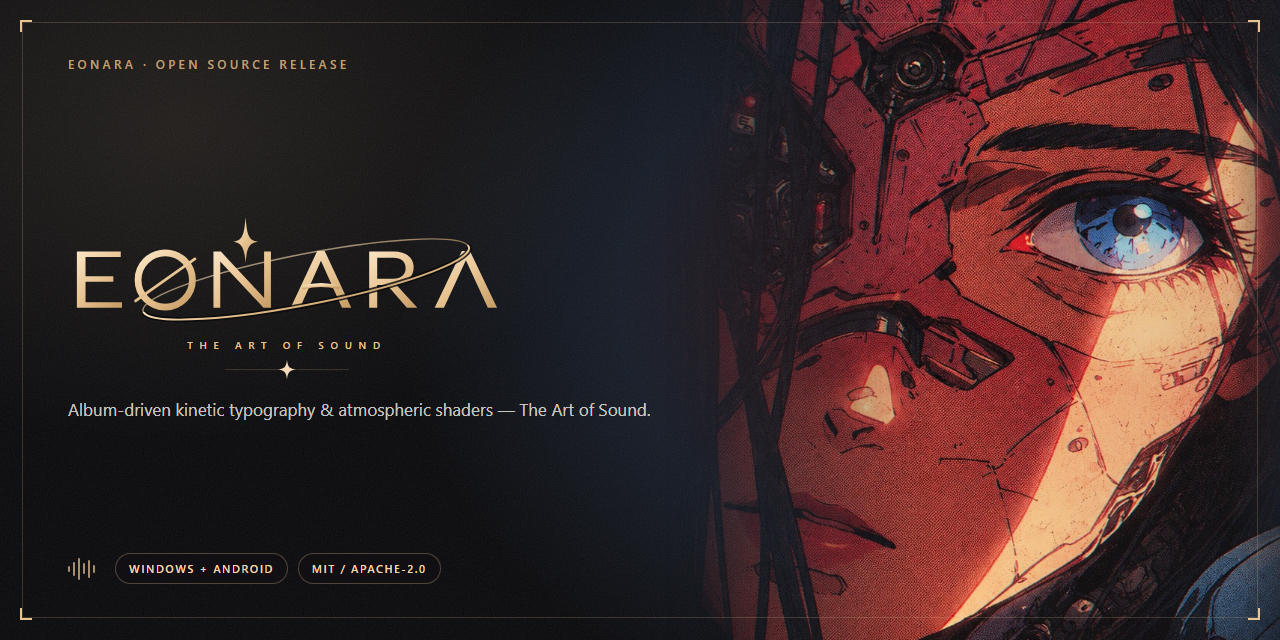 EONARA · OPEN SOURCE RELEASE
EONARA
THE ART OF SOUND
Album-driven kinetic typography & atmospheric shaders — The Art of Sound.
WINDOWS + ANDROID
MIT / APACHE-2.0